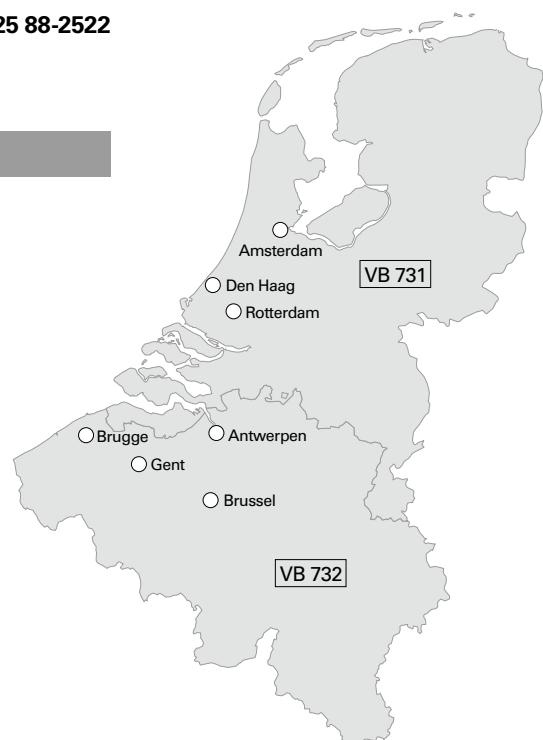 25 88-2522
Amsterdam
VB 731
Den Haag
Rotterdam
Brugge
Antwerpen
Gent
Brussel
VB 732